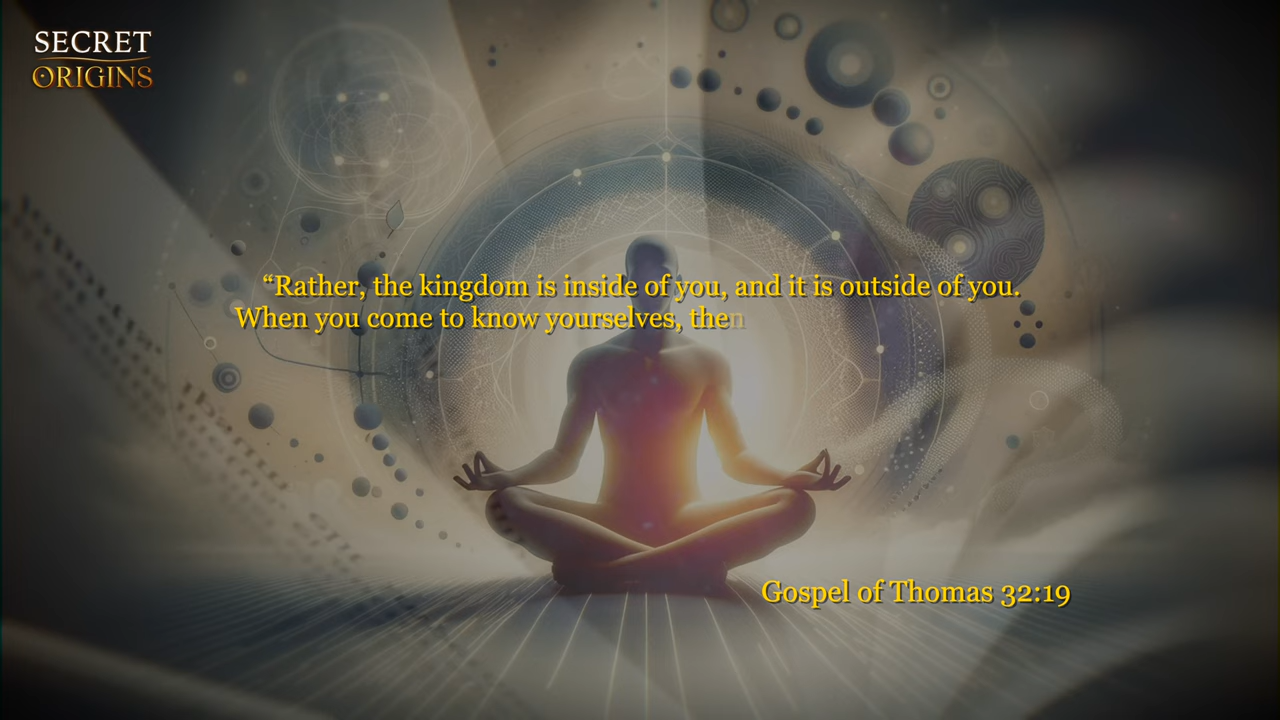 SECRET
ORIGINS
“Rather, the kingdom is inside of you, and it is outside of you.
When you come to know yourselves, then
Gospel of Thomas 32:19